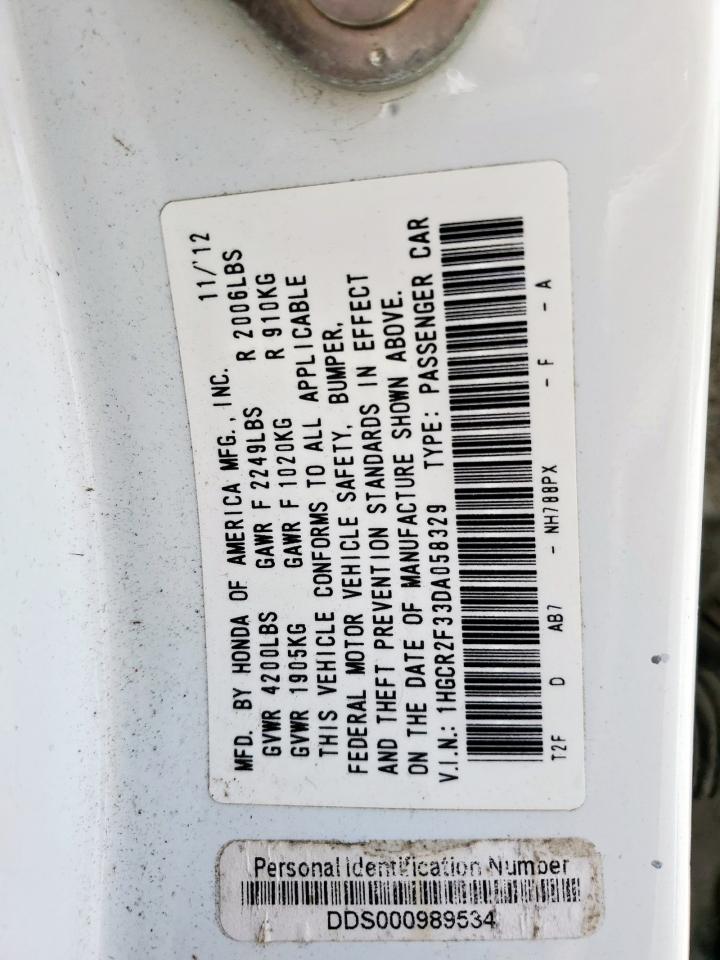 MFD. BY HONDA OF AMERICA MFG., INC. 11/'12
GVWR 4200LBS GAWR F 2249LBS R 2006LBS
GVWR 1905KG GAWR F 1020KG R 910KG
THIS VEHICLE CONFORMS TO ALL APPLICABLE
FEDERAL MOTOR VEHICLE SAFETY, BUMPER,
AND THEFT PREVENTION STANDARDS IN EFFECT
ON THE DATE OF MANUFACTURE SHOWN ABOVE.
V.I.N.: 1HGCR2F33DA058329 TYPE: PASSENGER CAR
T2F D AB7 - NH788PX - F - A
Personal Identification Number
DDS000989534